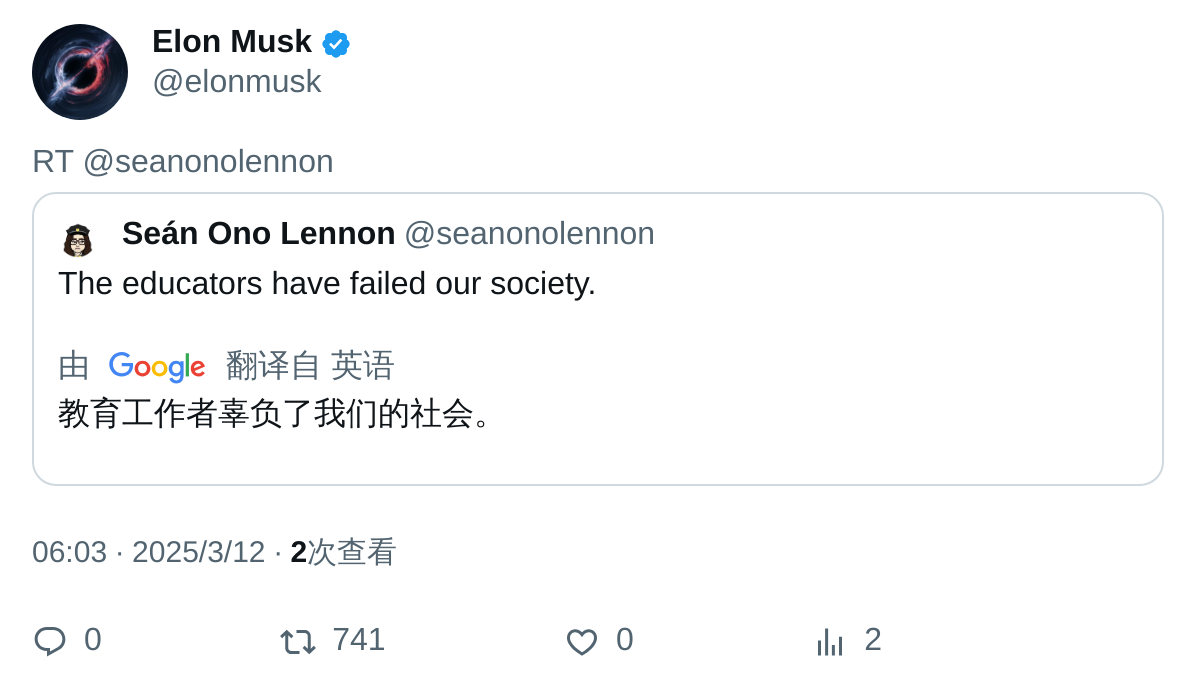 Elon Musk
@elonmusk
RT @seanonolennon
Seán Ono Lennon @seanonolennon
The educators have failed our society.
由 Google 翻译自 英语
教育工作者辜负了我们的社会。
06:03 · 2025/3/12 · 2次查看
0 741 0 2